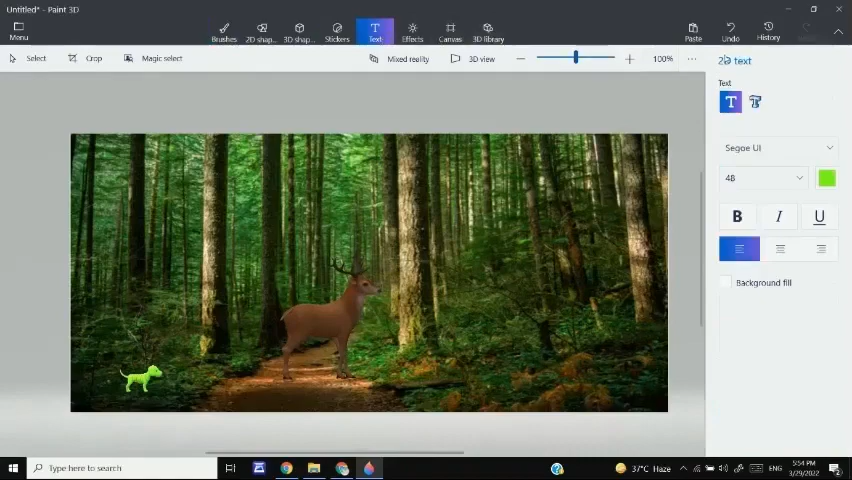 Untitled* - Paint 3D
Menu
Brushes
2D shap...
3D shap...
Stickers
Text
Effects
Canvas
3D library
Paste
Undo
History
Select
Crop
Magic select
Mixed reality
3D view
100%
2D text
Text
Segoe UI
48
B
I
U
Background fill
Type here to search
37°C Haze
ENG
5:54 PM
3/29/2022